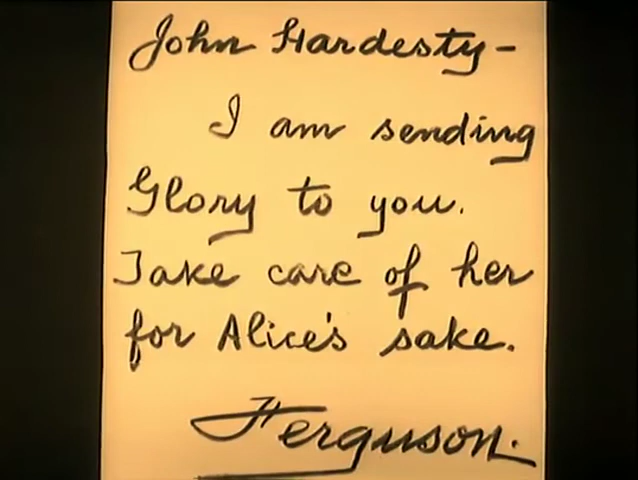 John Hardesty-
I am sending
Glory to you.
Take care of her
for Alice's sake.
Ferguson.